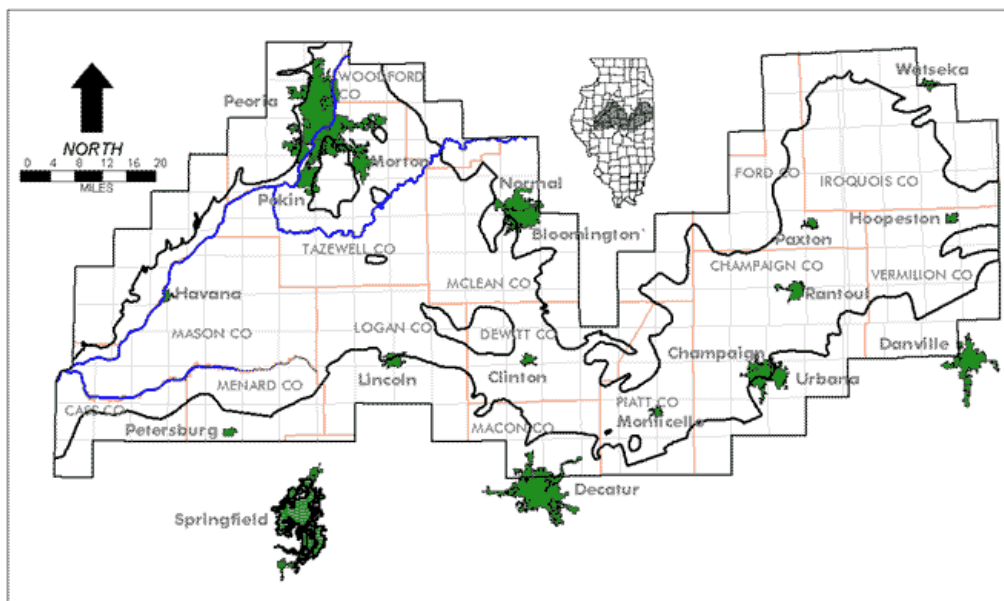 WOODFORD
CO
Peoria
Watseka
NORTH
0 4 8 12 16 20
MILES
Morton
Pekin
Normal
Bloomington`
FORD CO
IROQUOIS CO
Hoopeston
Paxton
TAZEWELL CO
CHAMPAIGN CO
VERMILION CO
MCLEAN CO
Havana
Rantoul
MASON CO
LOGAN CO
DEWITT CO
Danville
Champaign
Lincoln
Clinton
Urbana
MENARD CO
CASS CO
PIATT CO
Monticello
Petersburg
MACON CO
Decatur
Springfield